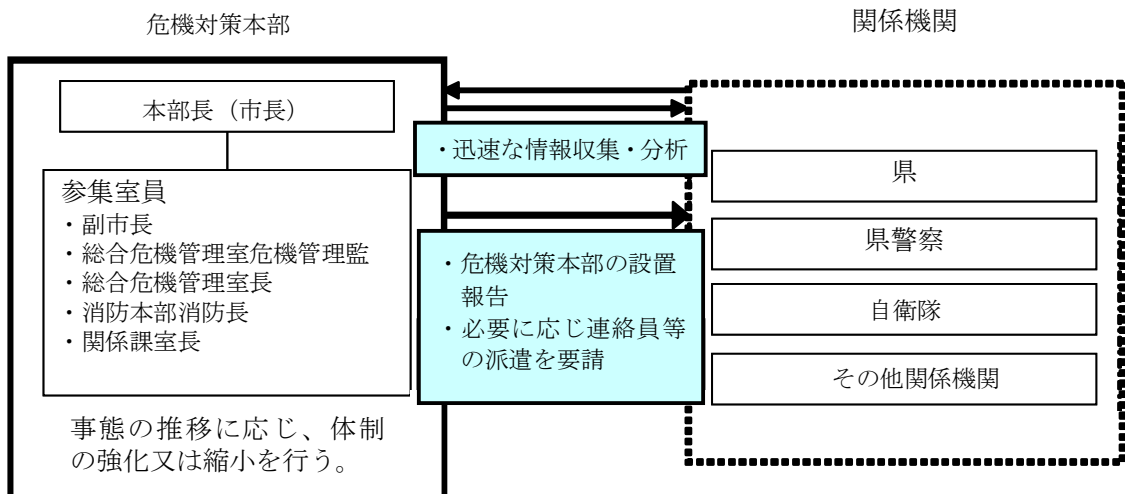 危機対策本部
本部長（市長）
参集室員
・副市長
・総合危機管理室危機管理監
・総合危機管理室長
・消防本部消防長
・関係課室長
事態の推移に応じ、体制
の強化又は縮小を行う。
・迅速な情報収集・分析
・危機対策本部の設置
報告
・必要に応じ連絡員等
の派遣を要請
関係機関
県
県警察
自衛隊
その他関係機関